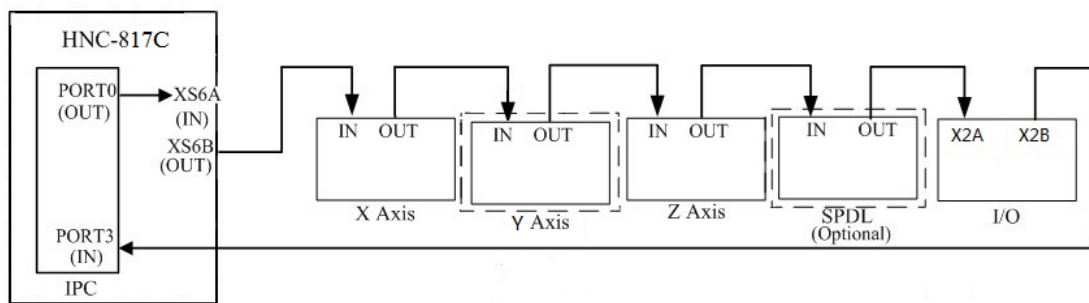 HNC-817C
PORT0
(OUT)
XS6A
(IN)
XS6B
(OUT)
PORT3
(IN)
IPC
IN OUT
X Axis
IN OUT
Y Axis
IN OUT
Z Axis
IN OUT
SPDL
(Optional)
X2A X2B
I/O